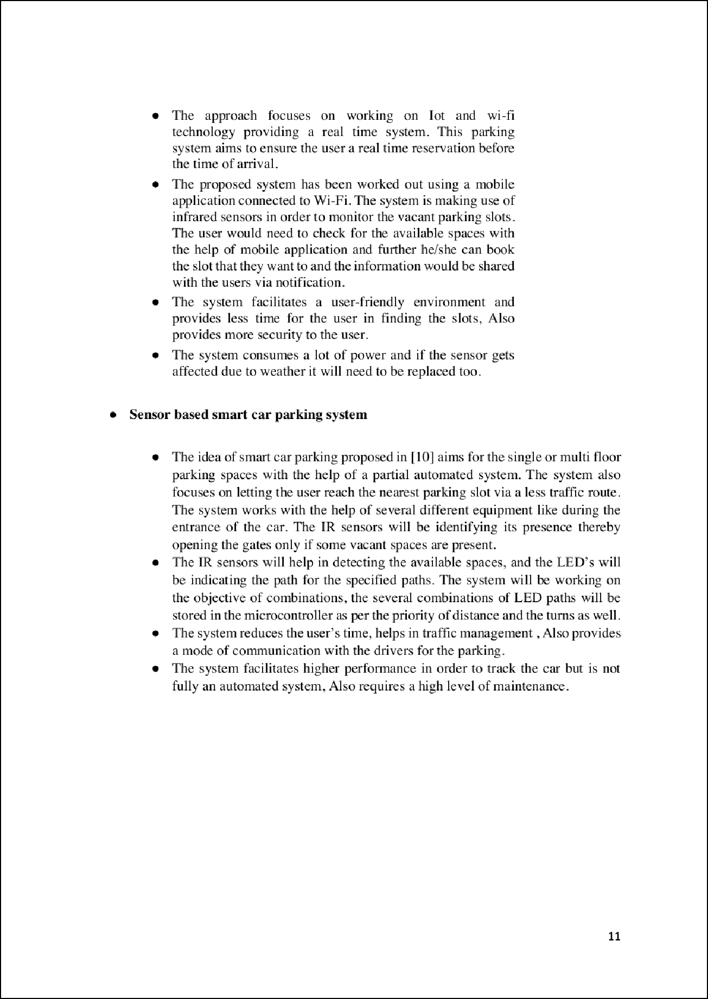 ● The approach focuses on working on Iot and wi-fi
technology providing a real time system. This parking
system aims to ensure the user a real time reservation before
the time of arrival.
● The proposed system has been worked out using a mobile
application connected to Wi-Fi. The system is making use of
infrared sensors in order to monitor the vacant parking slots.
The user would need to check for the available spaces with
the help of mobile application and further he/she can book
the slot that they want to and the information would be shared
with the users via notification.
● The system facilitates a user-friendly environment and
provides less time for the user in finding the slots, Also
provides more security to the user.
● The system consumes a lot of power and if the sensor gets
affected due to weather it will need to be replaced too.
● Sensor based smart car parking system
● The idea of smart car parking proposed in [10] aims for the single or multi floor
parking spaces with the help of a partial automated system. The system also
focuses on letting the user reach the nearest parking slot via a less traffic route.
The system works with the help of several different equipment like during the
entrance of the car. The IR sensors will be identifying its presence thereby
opening the gates only if some vacant spaces are present.
● The IR sensors will help in detecting the available spaces, and the LED’s will
be indicating the path for the specified paths. The system will be working on
the objective of combinations, the several combinations of LED paths will be
stored in the microcontroller as per the priority of distance and the turns as well.
● The system reduces the user’s time, helps in traffic management , Also provides
a mode of communication with the drivers for the parking.
● The system facilitates higher performance in order to track the car but is not
fully an automated system, Also requires a high level of maintenance.
11